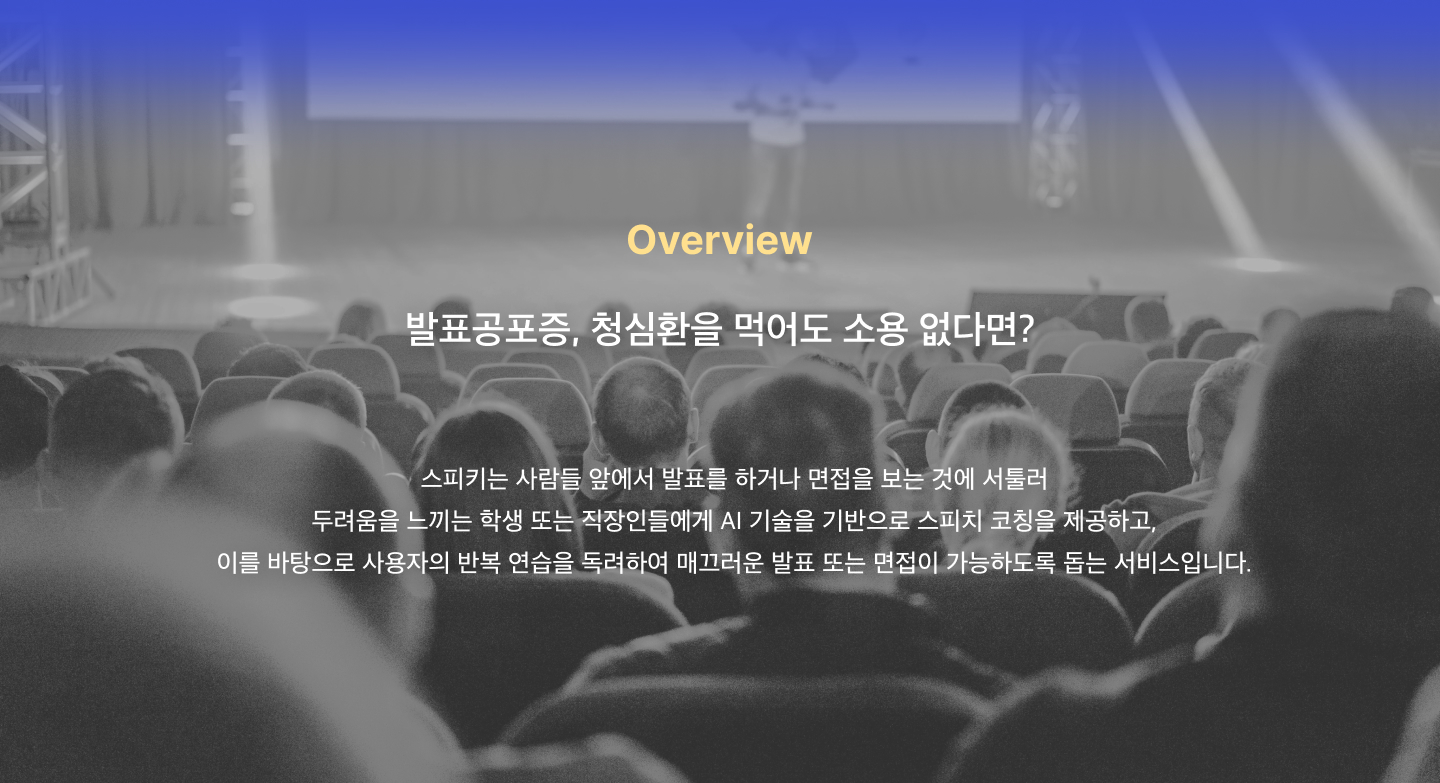 Overview
발표공포증, 청심환을 먹어도 소용 없다면?
스피키는 사람들 앞에서 발표를 하거나 면접을 보는 것에 서툴러
두려움을 느끼는 학생 또는 직장인들에게 AI 기술을 기반으로 스피치 코칭을 제공하고,
이를 바탕으로 사용자의 반복 연습을 독려하여 매끄러운 발표 또는 면접이 가능하도록 돕는 서비스입니다.